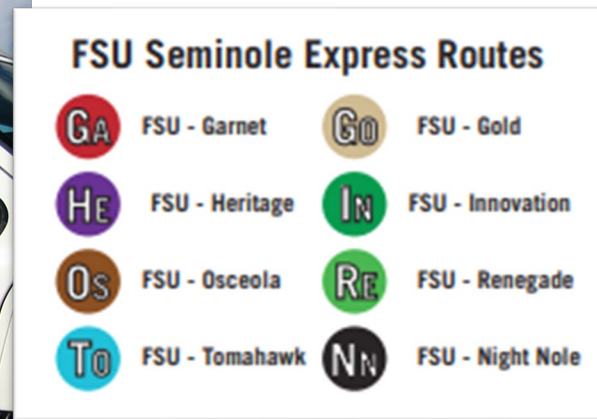 FSU Seminole Express Routes
GA FSU - Garnet GO FSU - Gold
HE FSU - Heritage IN FSU - Innovation
OS FSU - Osceola RE FSU - Renegade
TO FSU - Tomahawk NN FSU - Night Nole